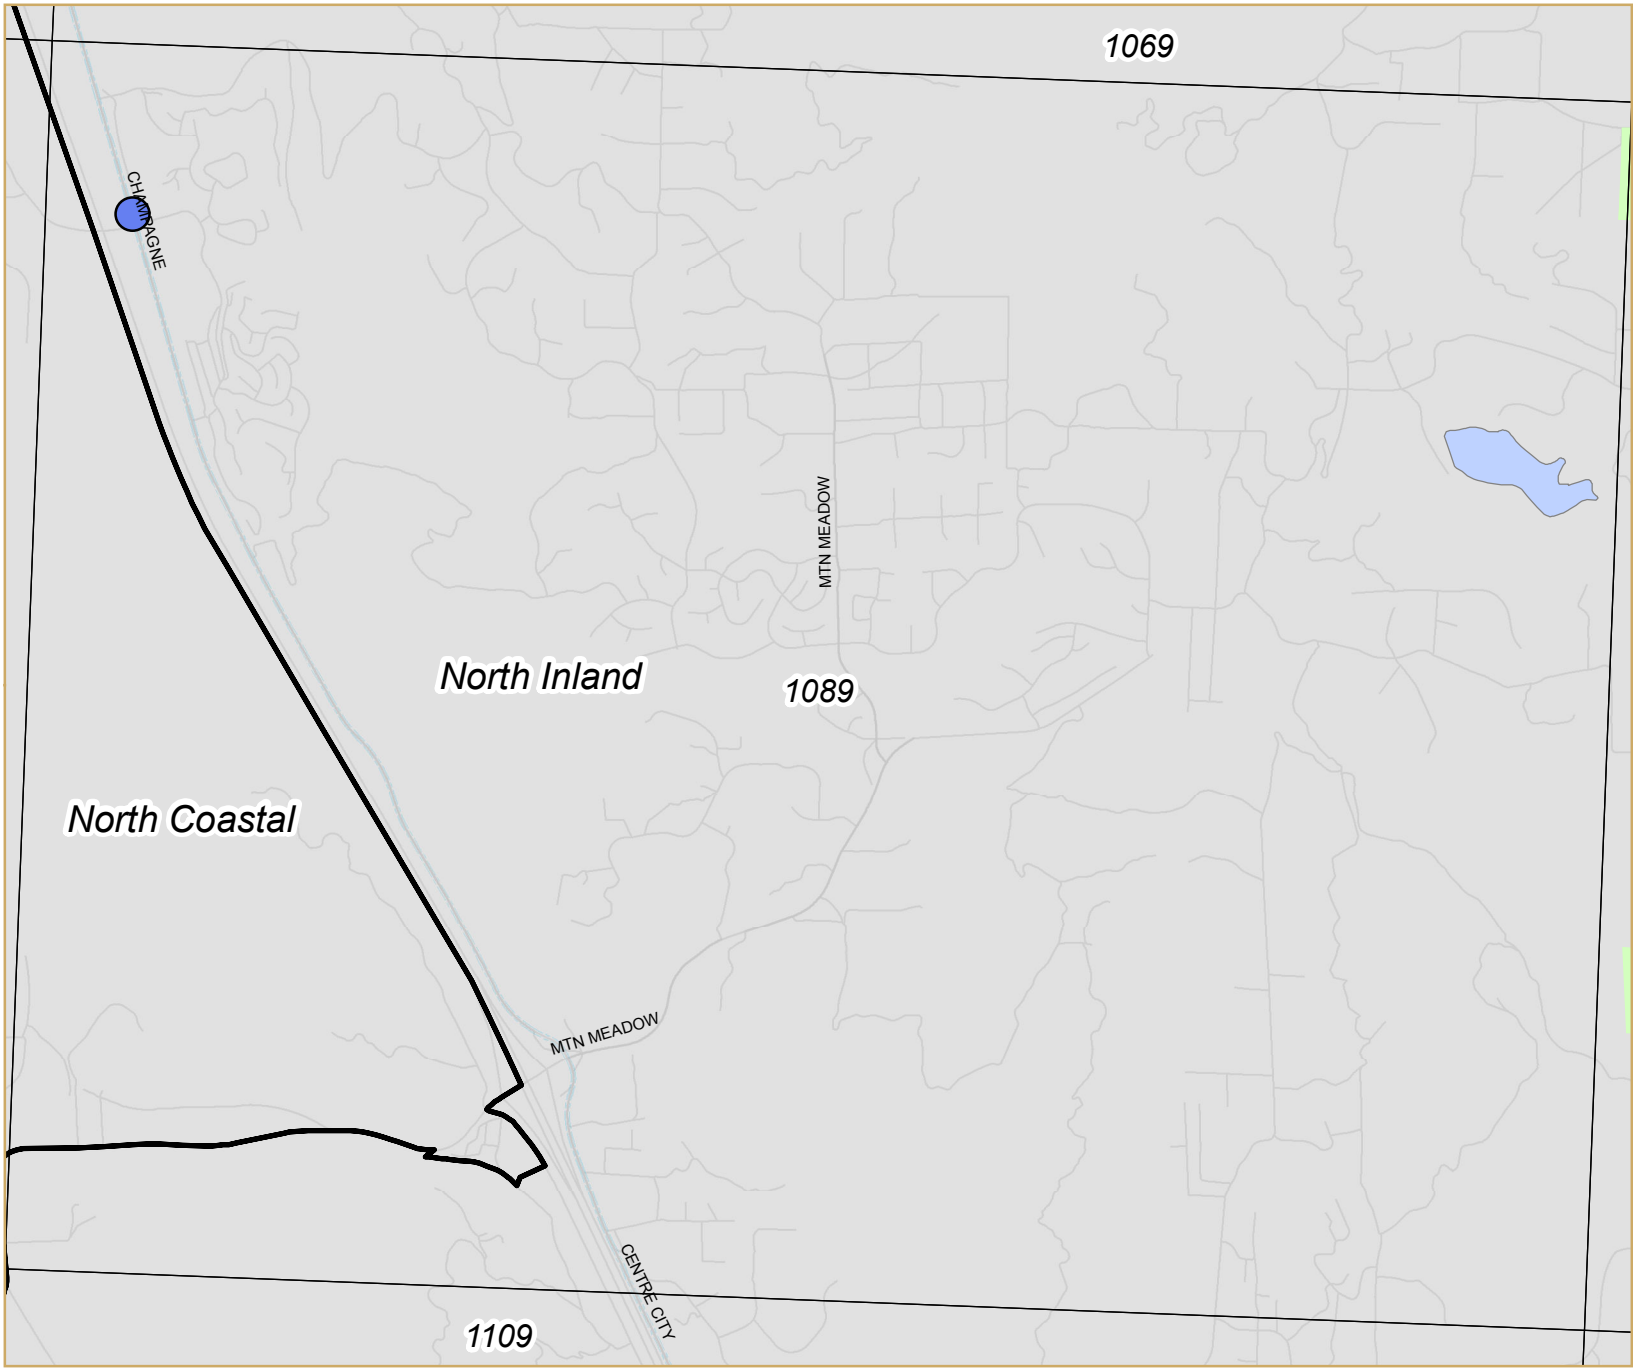 1069
CHAMPAGNE
MTN MEADOW
North Inland
1089
North Coastal
MTN MEADOW
CENTRE CITY
1109